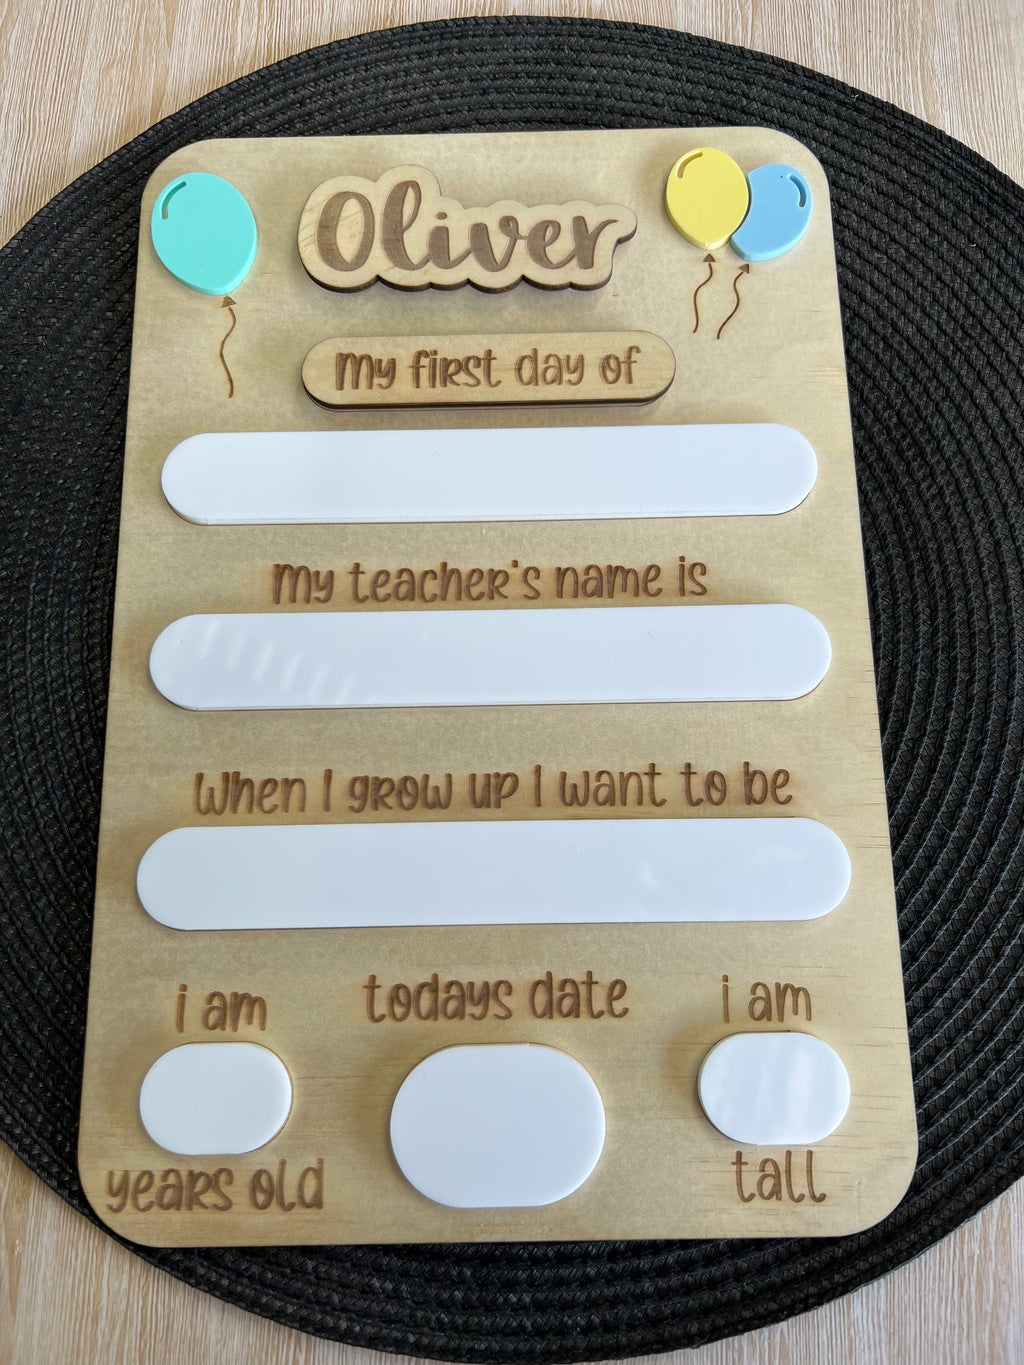 Oliver
My first day of
My teacher's name is
When I grow up I want to be
i am
todays date
i am
years old
tall